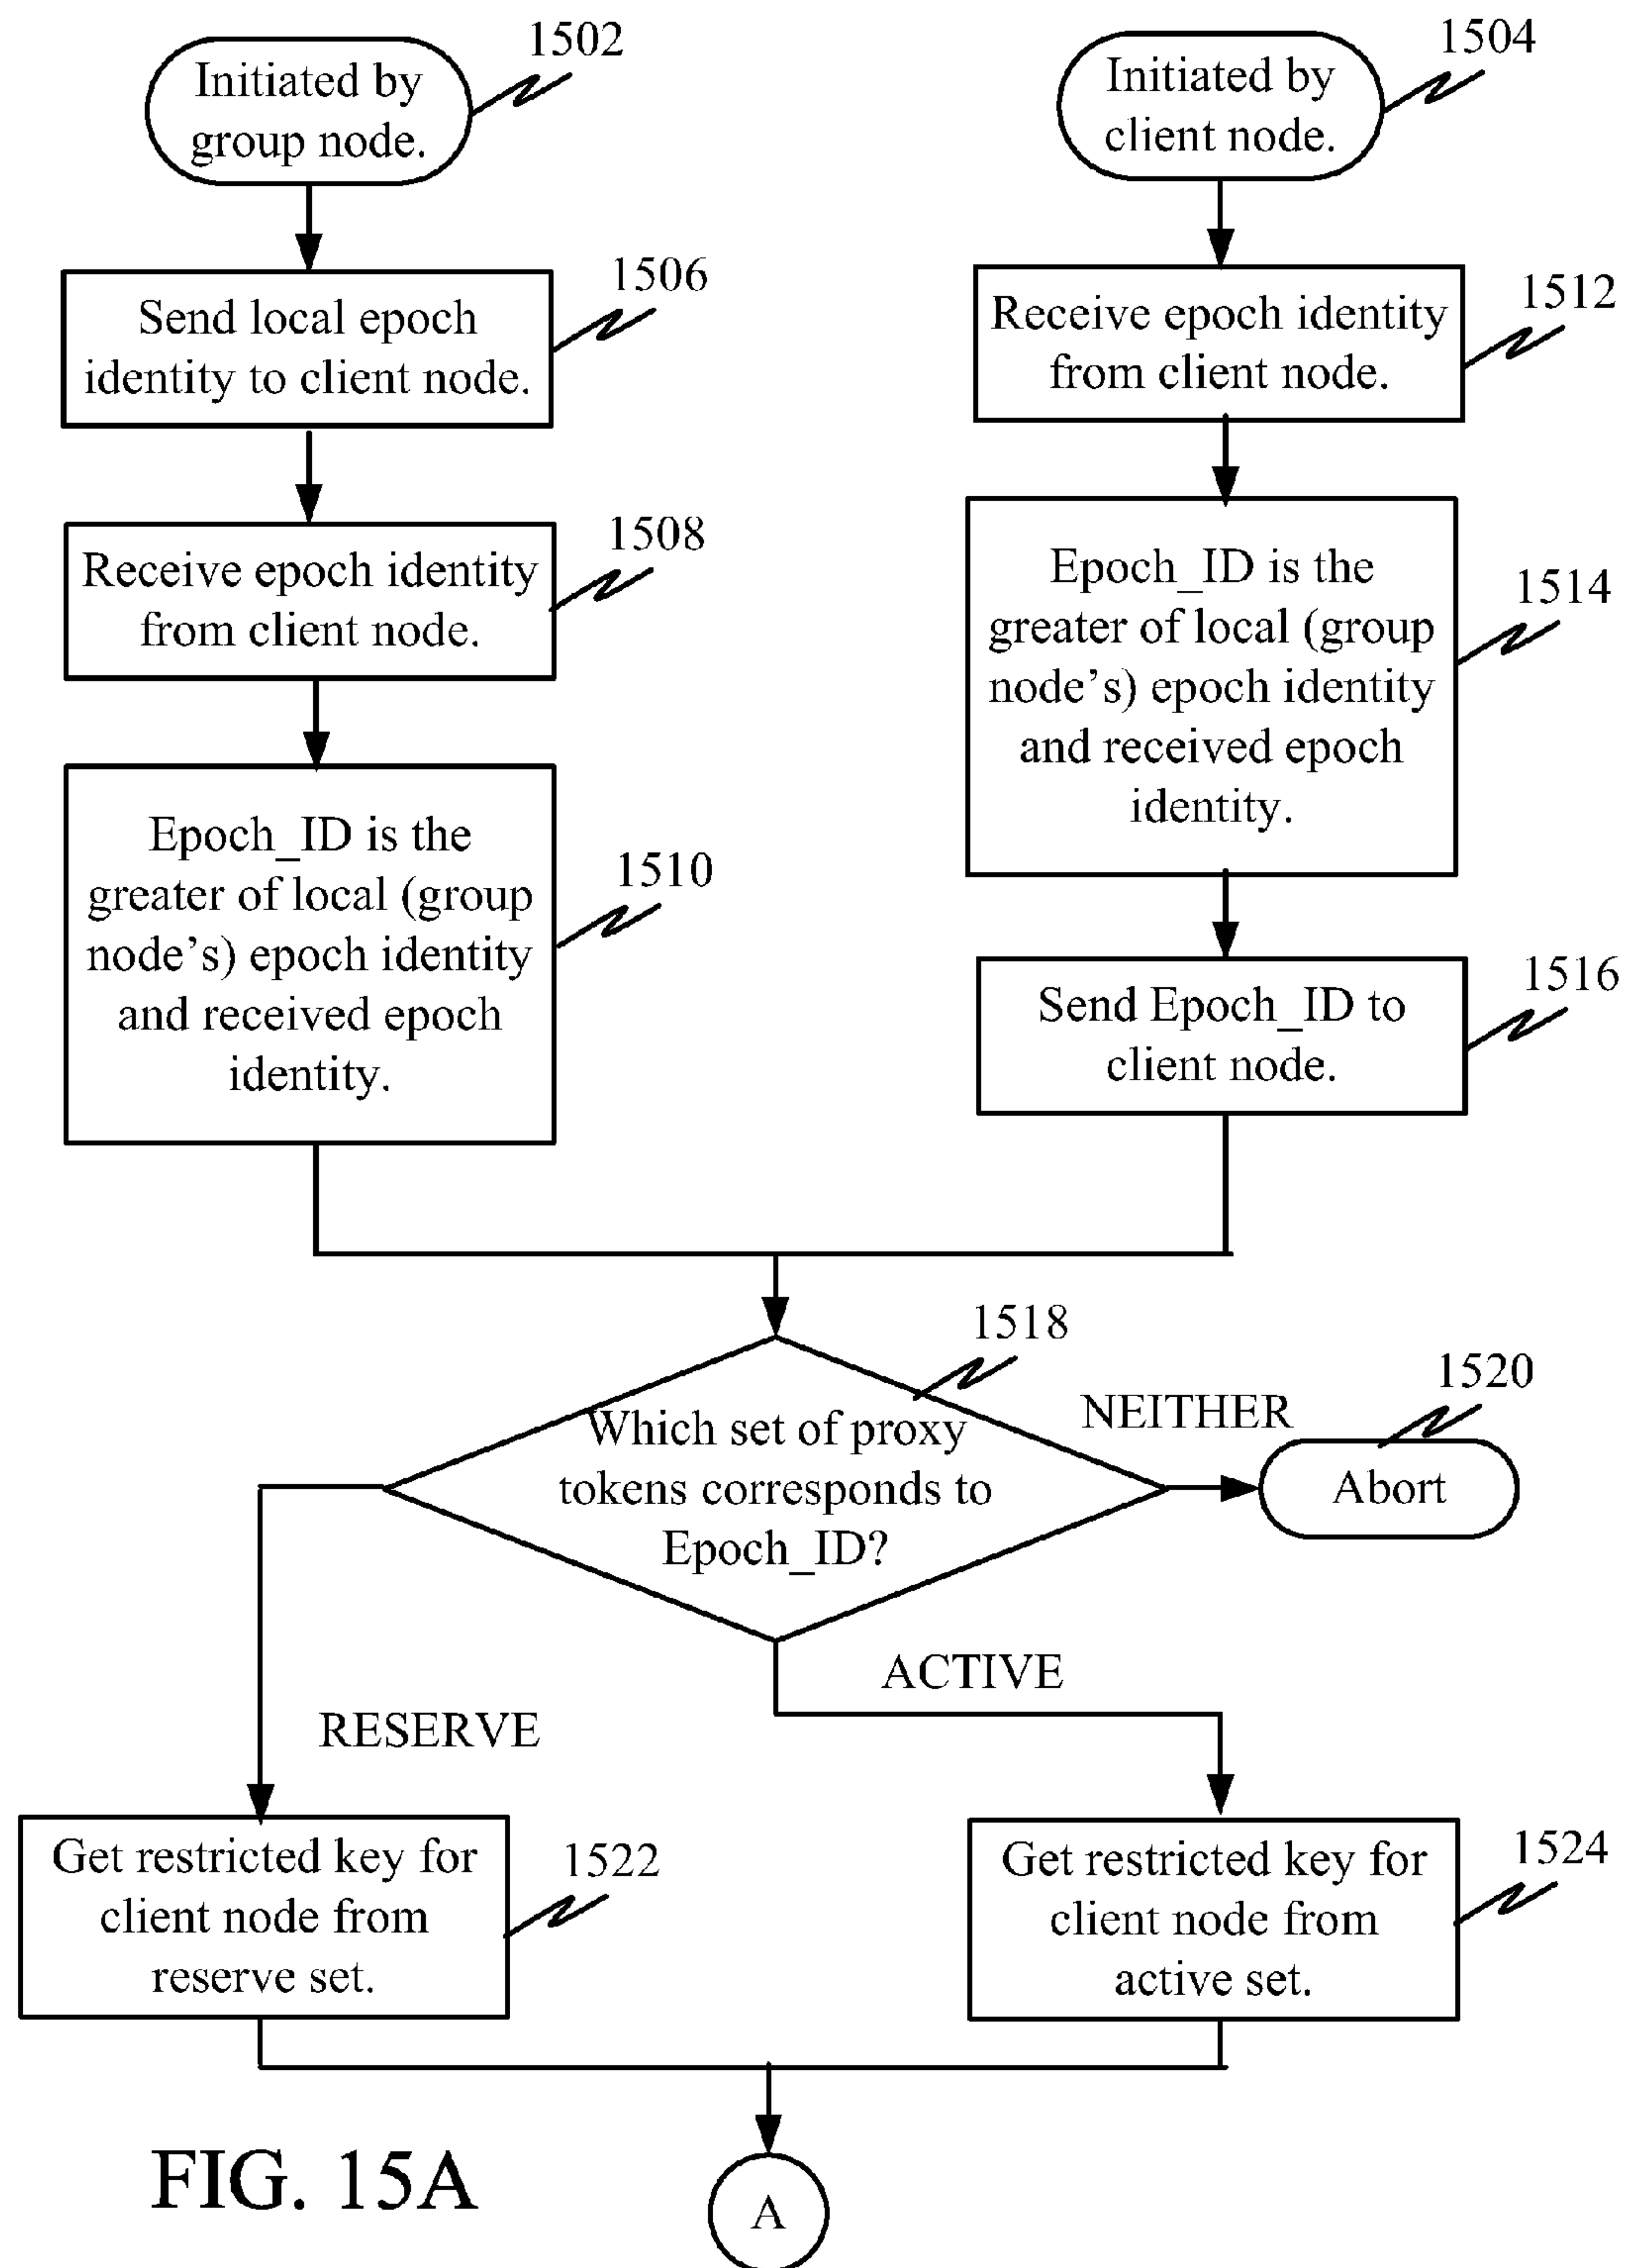 1502
Initiated by
group node.
1504
Initiated by
client node.
1506
Send local epoch
identity to client node.
1512
Receive epoch identity
from client node.
1508
Receive epoch identity
from client node.
1514
Epoch_ID is the
greater of local (group
node's) epoch identity
and received epoch
identity.
1510
Epoch_ID is the
greater of local (group
node's) epoch identity
and received epoch
identity.
1516
Send Epoch_ID to
client node.
1518
Which set of proxy
tokens corresponds to
Epoch_ID?
NEITHER
1520
Abort
ACTIVE
RESERVE
1522
Get restricted key for
client node from
reserve set.
1524
Get restricted key for
client node from
active set.
A
FIG. 15A